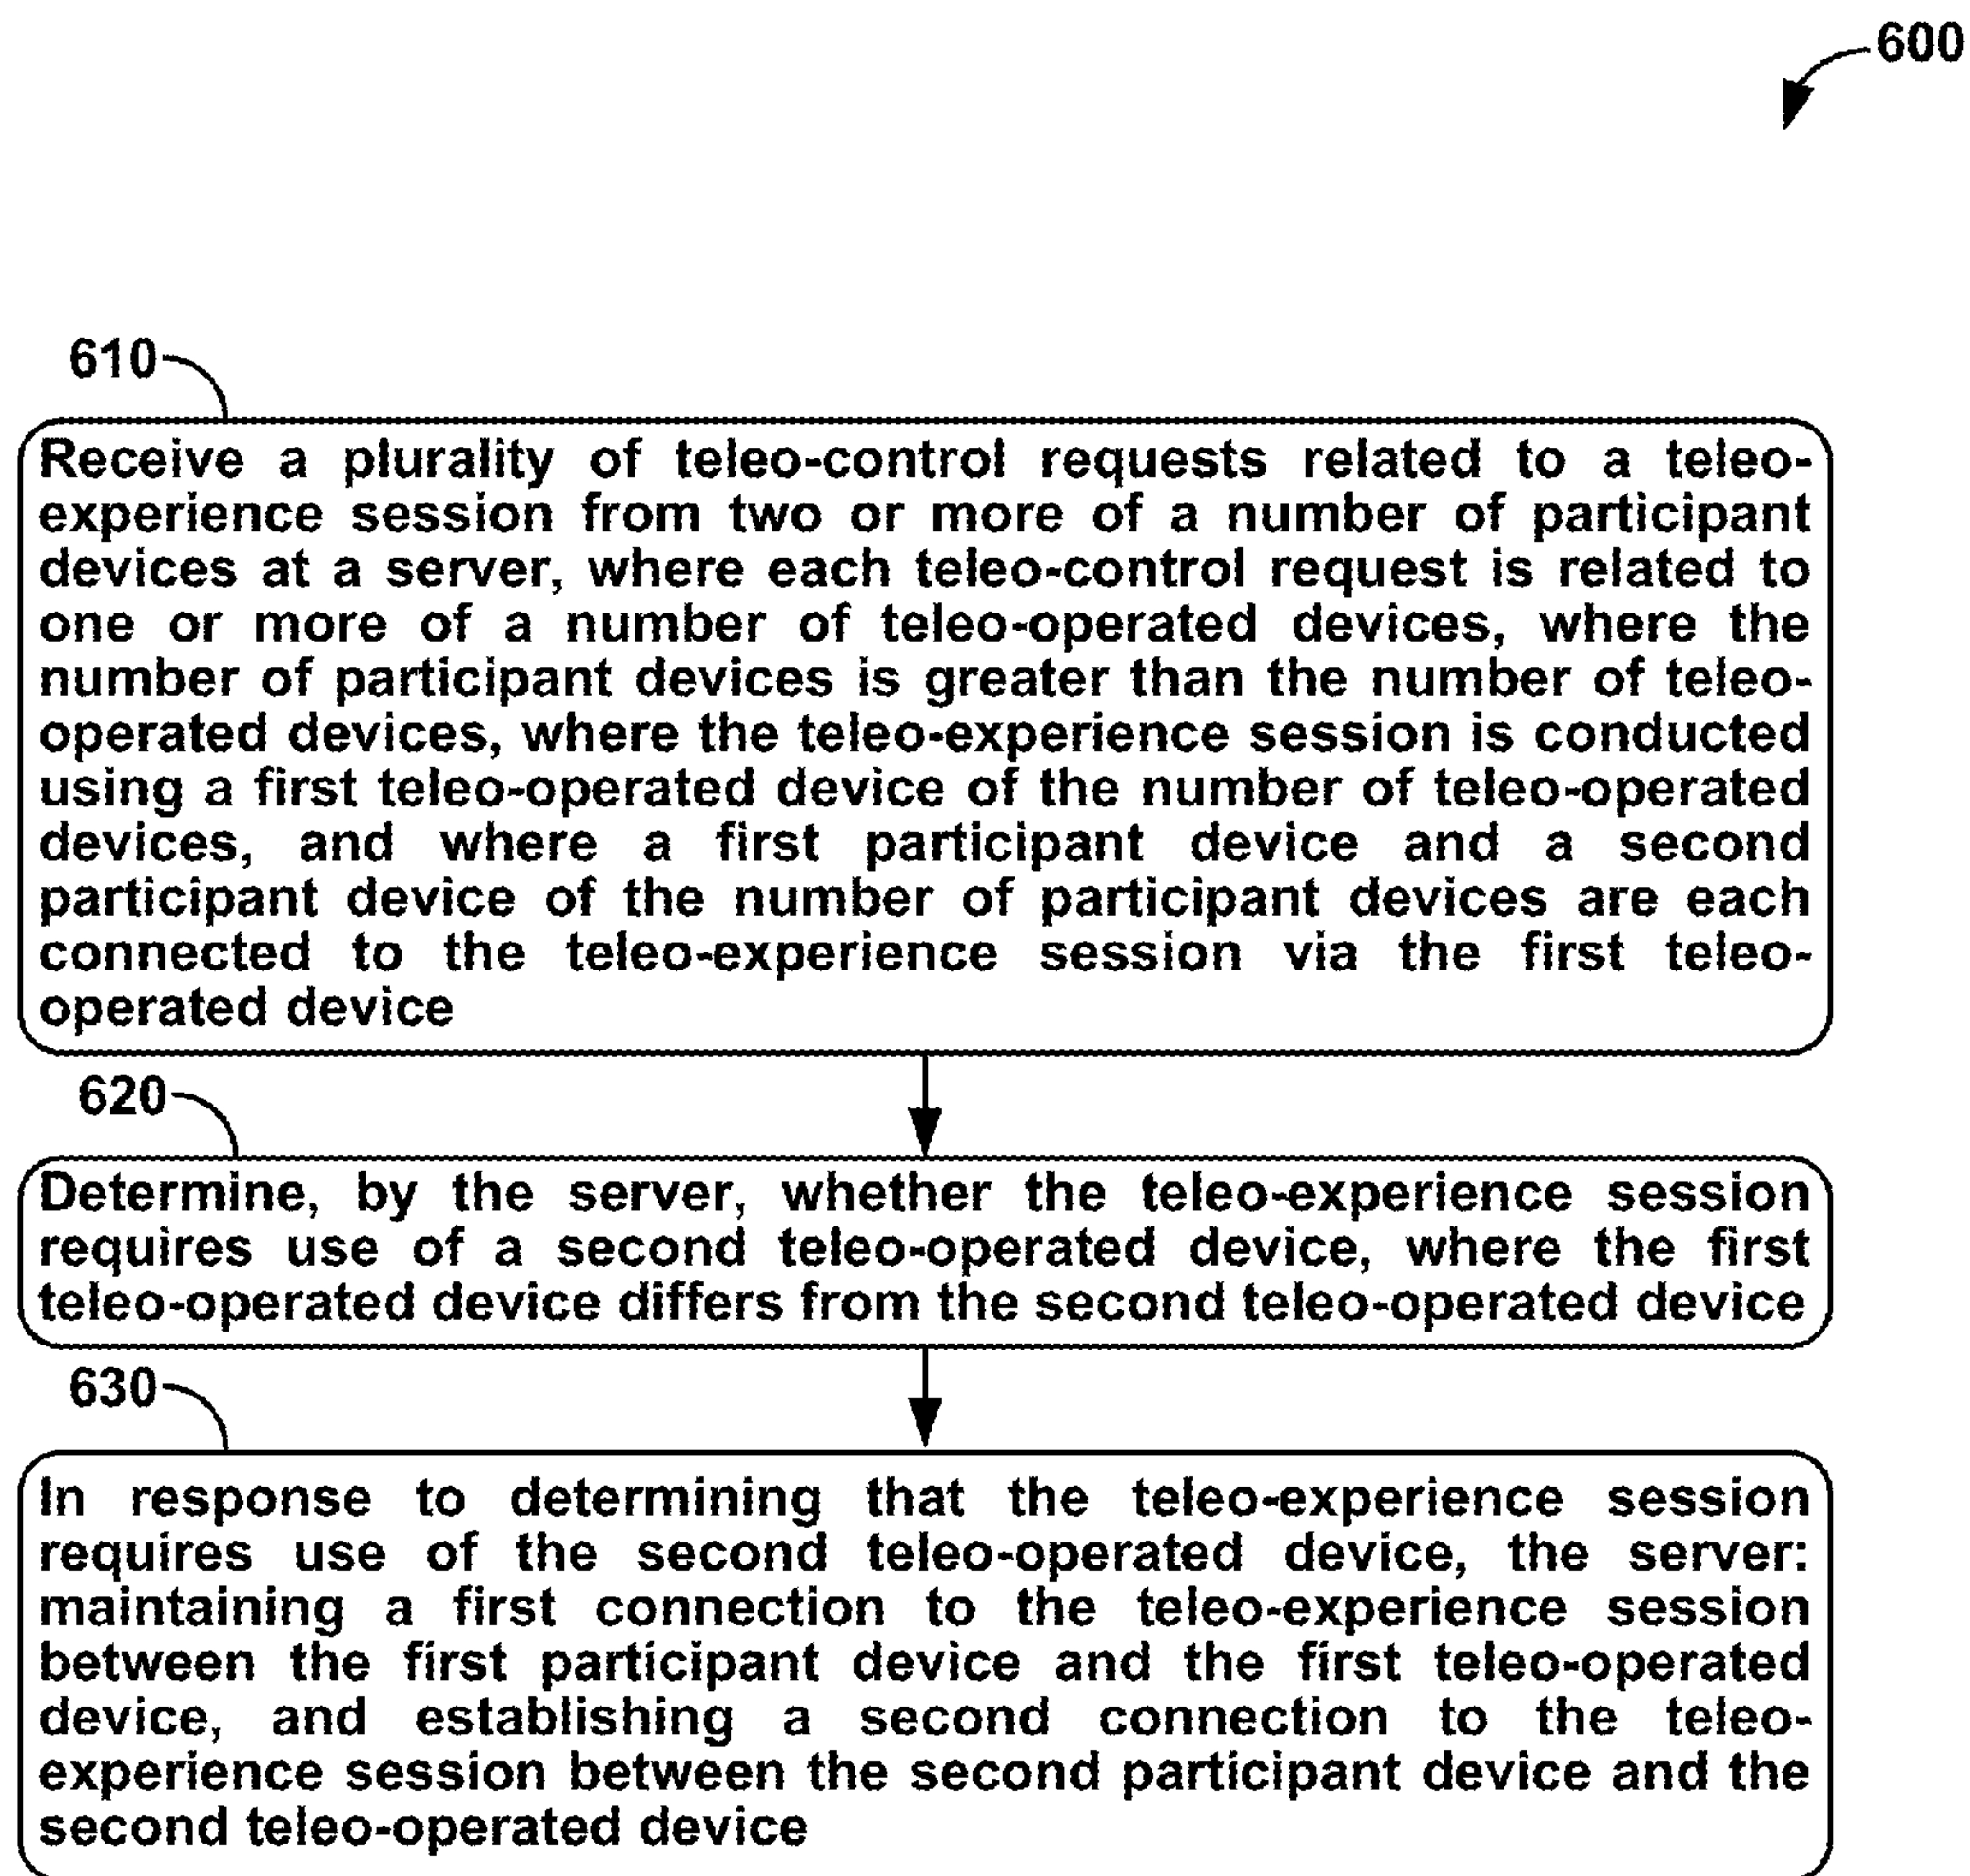 600
610
Receive a plurality of teleo-control requests related to a teleo-
experience session from two or more of a number of participant
devices at a server, where each teleo-control request is related to
one or more of a number of teleo-operated devices, where the
number of participant devices is greater than the number of teleo-
operated devices, where the teleo-experience session is conducted
using a first teleo-operated device of the number of teleo-operated
devices, and where a first participant device and a second
participant device of the number of participant devices are each
connected to the teleo-experience session via the first teleo-
operated device
620
Determine, by the server, whether the teleo-experience session
requires use of a second teleo-operated device, where the first
teleo-operated device differs from the second teleo-operated device
630
In response to determining that the teleo-experience session
requires use of the second teleo-operated device, the server:
maintaining a first connection to the teleo-experience session
between the first participant device and the first teleo-operated
device, and establishing a second connection to the teleo-
experience session between the second participant device and the
second teleo-operated device